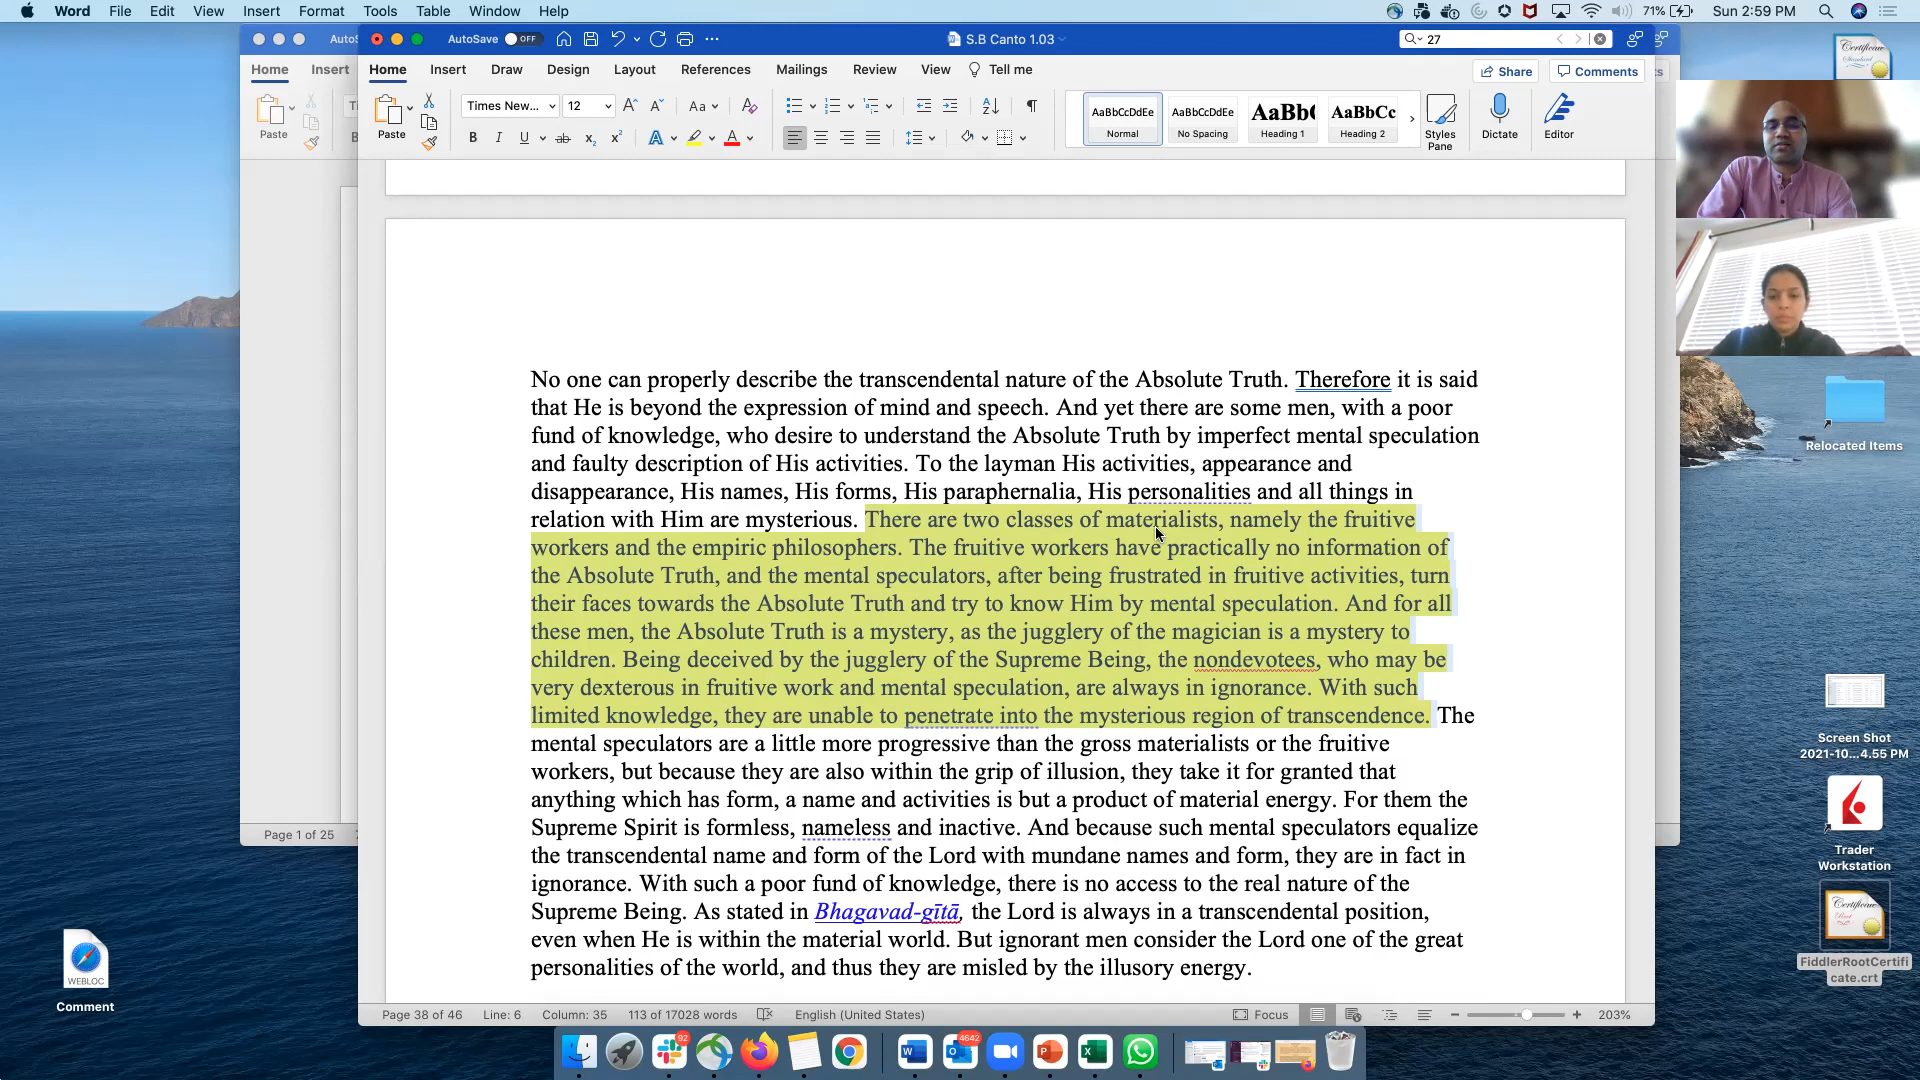 Word File Edit View Insert Format Tools Table Window Help
71% Sun 2:59 PM
AutoS
AutoSave OFF
S.B Canto 1.03
27
Home Insert
Home Insert Draw Design Layout References Mailings Review View Tell me
Share Comments
ts
Paste
Paste
Times New... 12
Aa
AaBbCcDdEe
Normal
AaBbCcDdEe
No Spacing
AaBb(
Heading 1
AaBbCc
Heading 2
Styles
Pane
Dictate
Editor
No one can properly describe the transcendental nature of the Absolute Truth. Therefore it is said
that He is beyond the expression of mind and speech. And yet there are some men, with a poor
fund of knowledge, who desire to understand the Absolute Truth by imperfect mental speculation
and faulty description of His activities. To the layman His activities, appearance and
disappearance, His names, His forms, His paraphernalia, His personalities and all things in
relation with Him are mysterious. There are two classes of materialists, namely the fruitive
workers and the empiric philosophers. The fruitive workers have practically no information of
the Absolute Truth, and the mental speculators, after being frustrated in fruitive activities, turn
their faces towards the Absolute Truth and try to know Him by mental speculation. And for all
these men, the Absolute Truth is a mystery, as the jugglery of the magician is a mystery to
children. Being deceived by the jugglery of the Supreme Being, the nondevotees, who may be
very dexterous in fruitive work and mental speculation, are always in ignorance. With such
limited knowledge, they are unable to penetrate into the mysterious region of transcendence. The
mental speculators are a little more progressive than the gross materialists or the fruitive
workers, but because they are also within the grip of illusion, they take it for granted that
anything which has form, a name and activities is but a product of material energy. For them the
Supreme Spirit is formless, nameless and inactive. And because such mental speculators equalize
the transcendental name and form of the Lord with mundane names and form, they are in fact in
ignorance. With such a poor fund of knowledge, there is no access to the real nature of the
Supreme Being. As stated in Bhagavad-gītā, the Lord is always in a transcendental position,
even when He is within the material world. But ignorant men consider the Lord one of the great
personalities of the world, and thus they are misled by the illusory energy.
Page 1 of 25
Page 38 of 46 Line: 6 Column: 35 113 of 17028 words English (United States) Focus 203%
Relocated Items
Screen Shot
2021-10...4.55 PM
Trader
Workstation
FiddlerRootCertifi
cate.crt
WEBLOC
Comment
92
4642